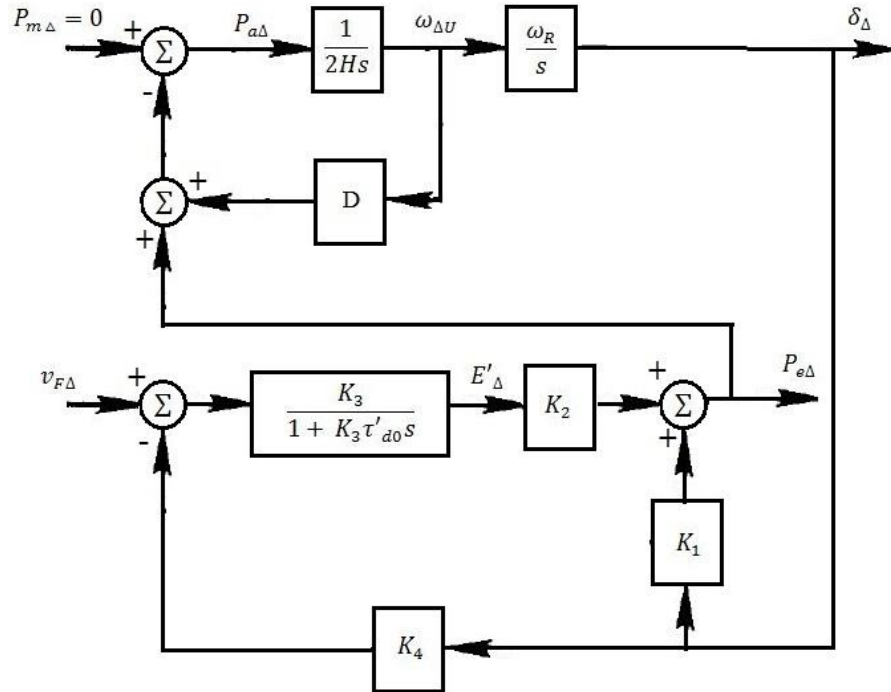 P_{mΔ} = 0
+
Σ
-
P_{aΔ}
1
2Hs
ω_{ΔU}
ω_R
s
δ_Δ
Σ
+
+
D
v_{FΔ}
+
Σ
-
K_3
1 + K_3τ'_{d0}s
E'_Δ
K_2
+
Σ
+
P_{eΔ}
K_1
K_4